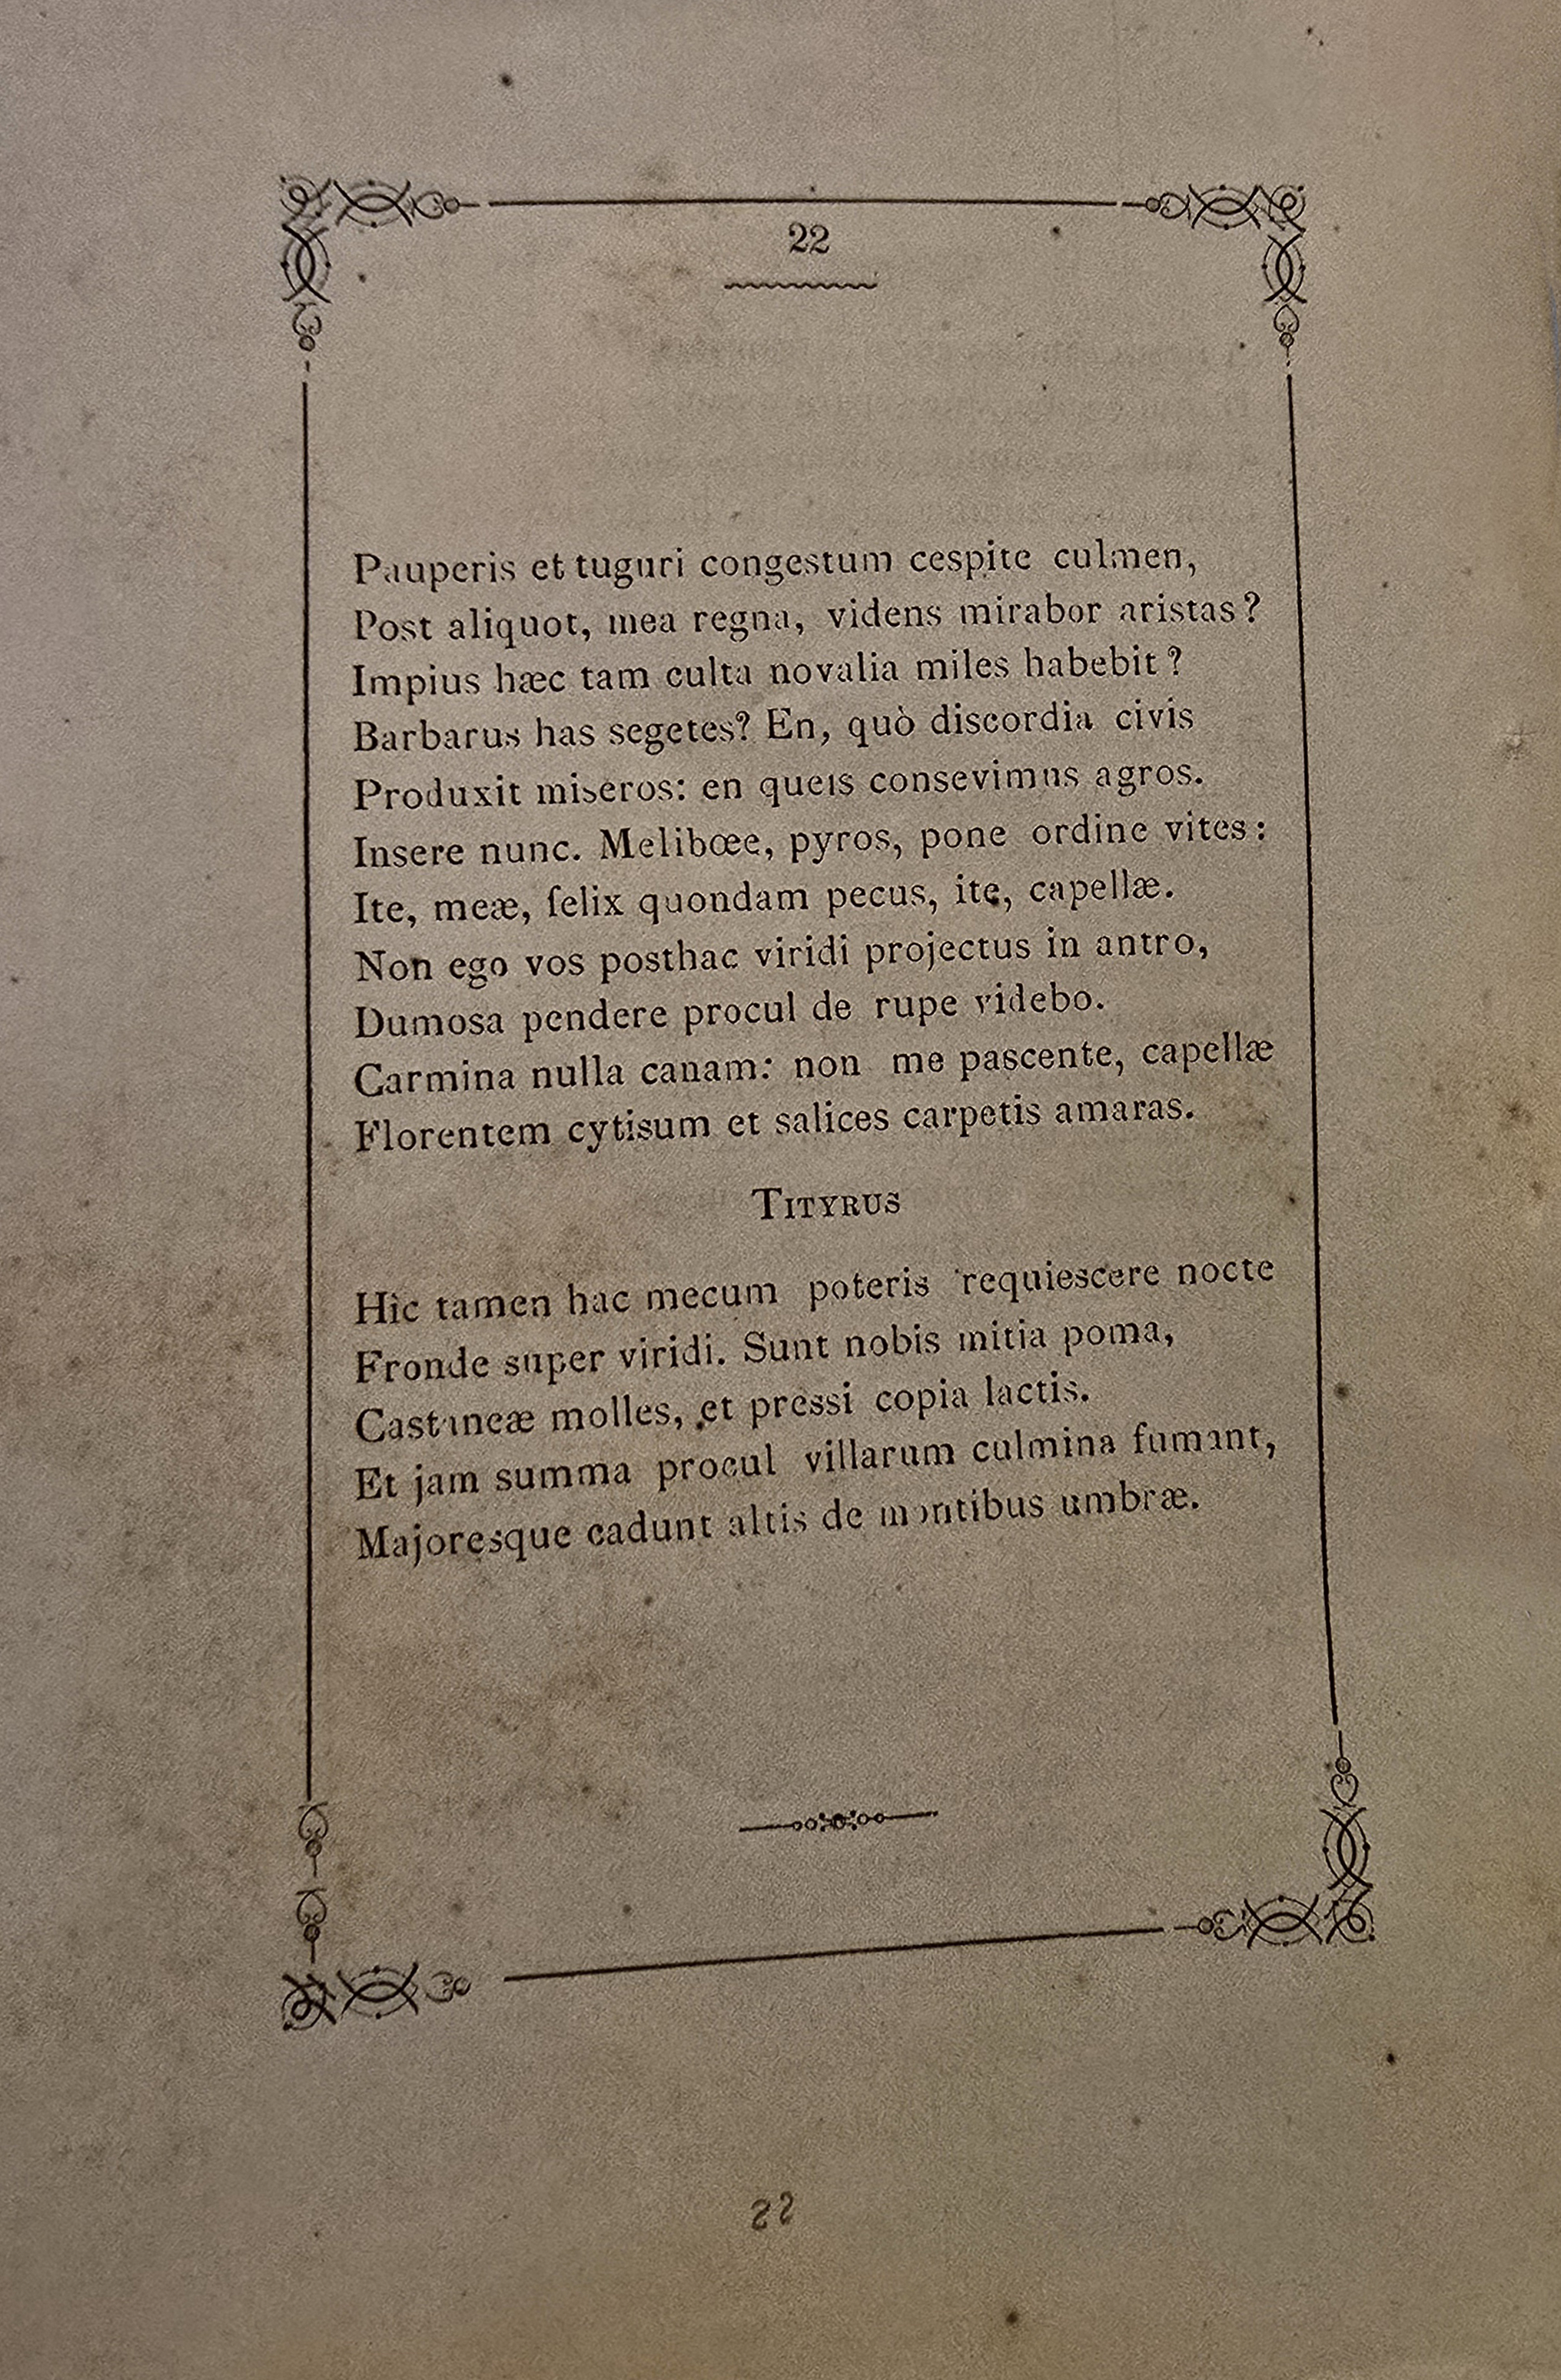 22
Pauperis et tuguri congestum cespite culmen,
Post aliquot, mea regna, videns mirabor aristas?
Impius hæc tam culta novalia miles habebit?
Barbarus has segetes? En, quò discordia civis
Produxit miseros: en queis consevimus agros.
Insere nunc. Melibœe, pyros, pone ordine vites:
Ite, meæ, felix quondam pecus, ite, capellæ.
Non ego vos posthac viridi projectus in antro,
Dumosa pendere procul de rupe videbo.
Carmina nulla canam: non me pascente, capellæ
Florentem cytisum et salices carpetis amaras.
TITYRUS
Hîc tamen hac mecum poteris requiescere nocte
Fronde super viridi. Sunt nobis mitia poma,
Castaneæ molles, et pressi copia lactis.
Et jam summa procul villarum culmina fumant,
Majoresque cadunt altis de montibus umbræ.
22